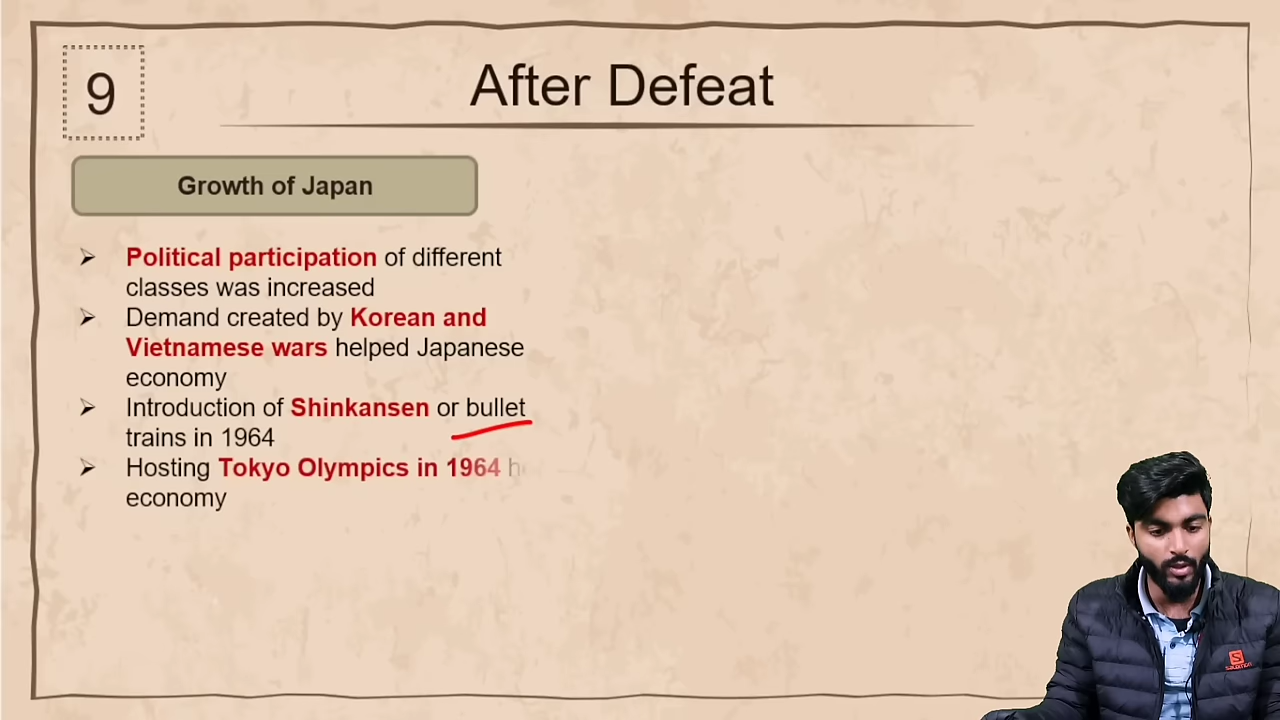 9
After Defeat
Growth of Japan
➢ Political participation of different
classes was increased
➢ Demand created by Korean and
Vietnamese wars helped Japanese
economy
➢ Introduction of Shinkansen or bullet
trains in 1964
➢ Hosting Tokyo Olympics in 1964
economy
S
SALOMON